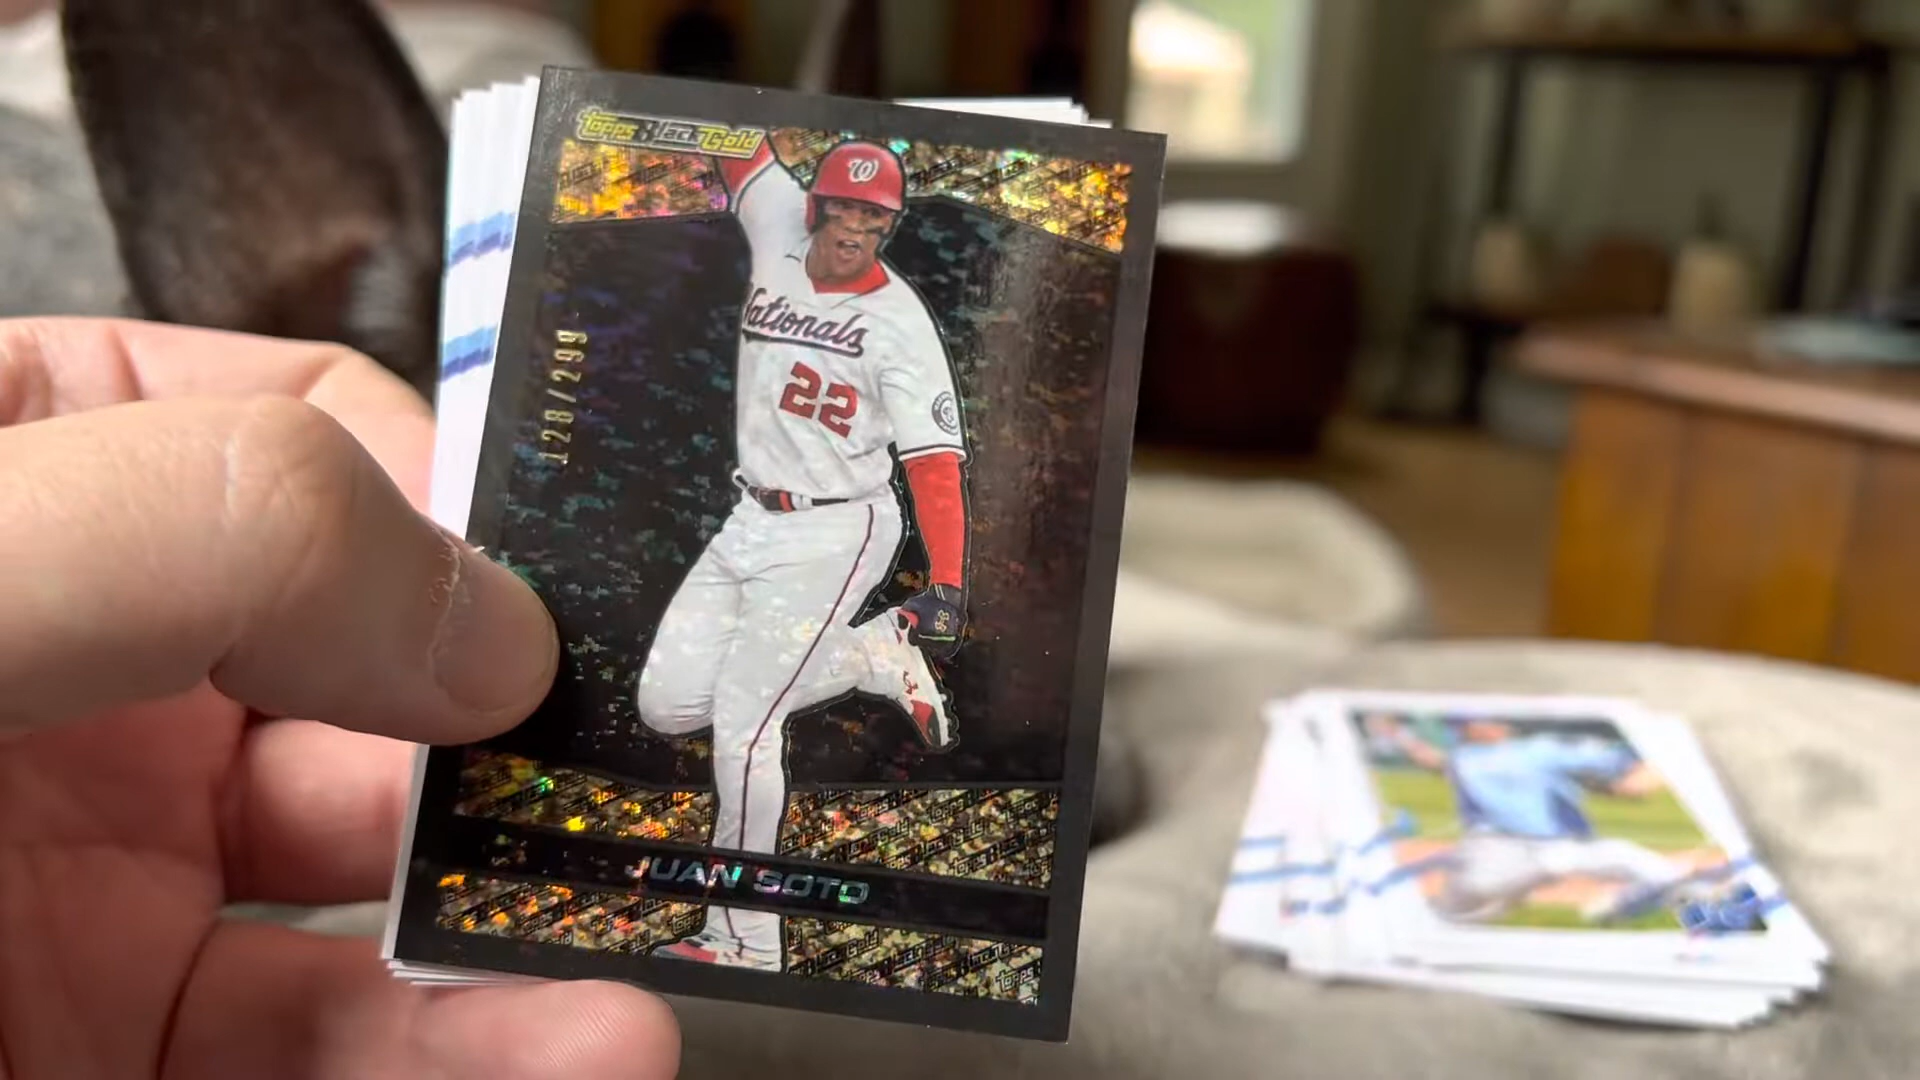 Topps Black Gold
W
Nationals
22
128/299
JUAN SOTO